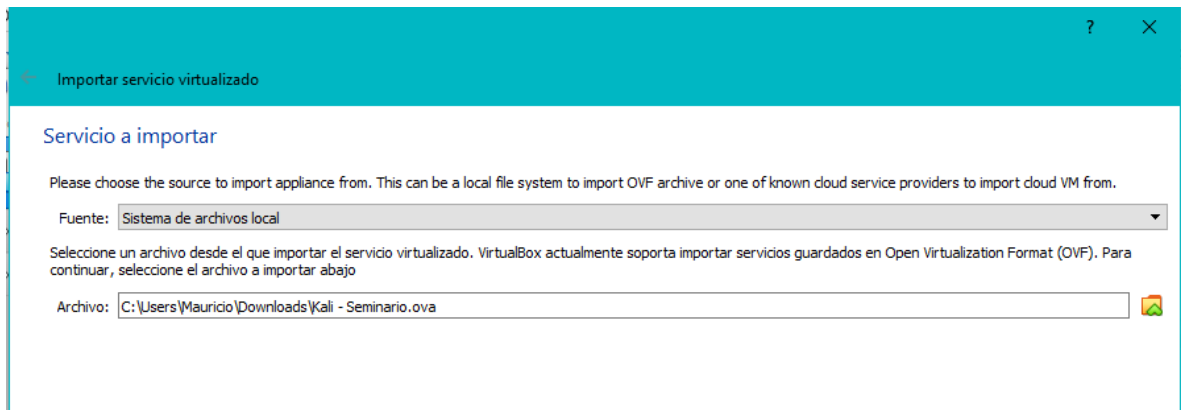 ?
Importar servicio virtualizado
Servicio a importar
Please choose the source to import appliance from. This can be a local file system to import OVF archive or one of known cloud service providers to import cloud VM from.
Fuente: Sistema de archivos local
Seleccione un archivo desde el que importar el servicio virtualizado. VirtualBox actualmente soporta importar servicios guardados en Open Virtualization Format (OVF). Para
continuar, seleccione el archivo a importar abajo
Archivo: C:\Users\Mauricio\Downloads\Kali - Seminario.ova